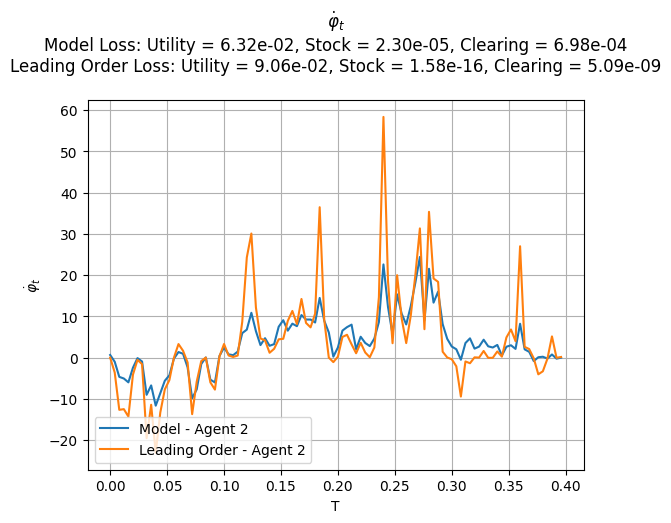 φ̇ₜ
Model Loss: Utility = 6.32e-02, Stock = 2.30e-05, Clearing = 6.98e-04
Leading Order Loss: Utility = 9.06e-02, Stock = 1.58e-16, Clearing = 5.09e-09
60
50
40
30
20
10
0
−10
−20
φ̇ₜ
Model - Agent 2
Leading Order - Agent 2
0.00 0.05 0.10 0.15 0.20 0.25 0.30 0.35 0.40
T